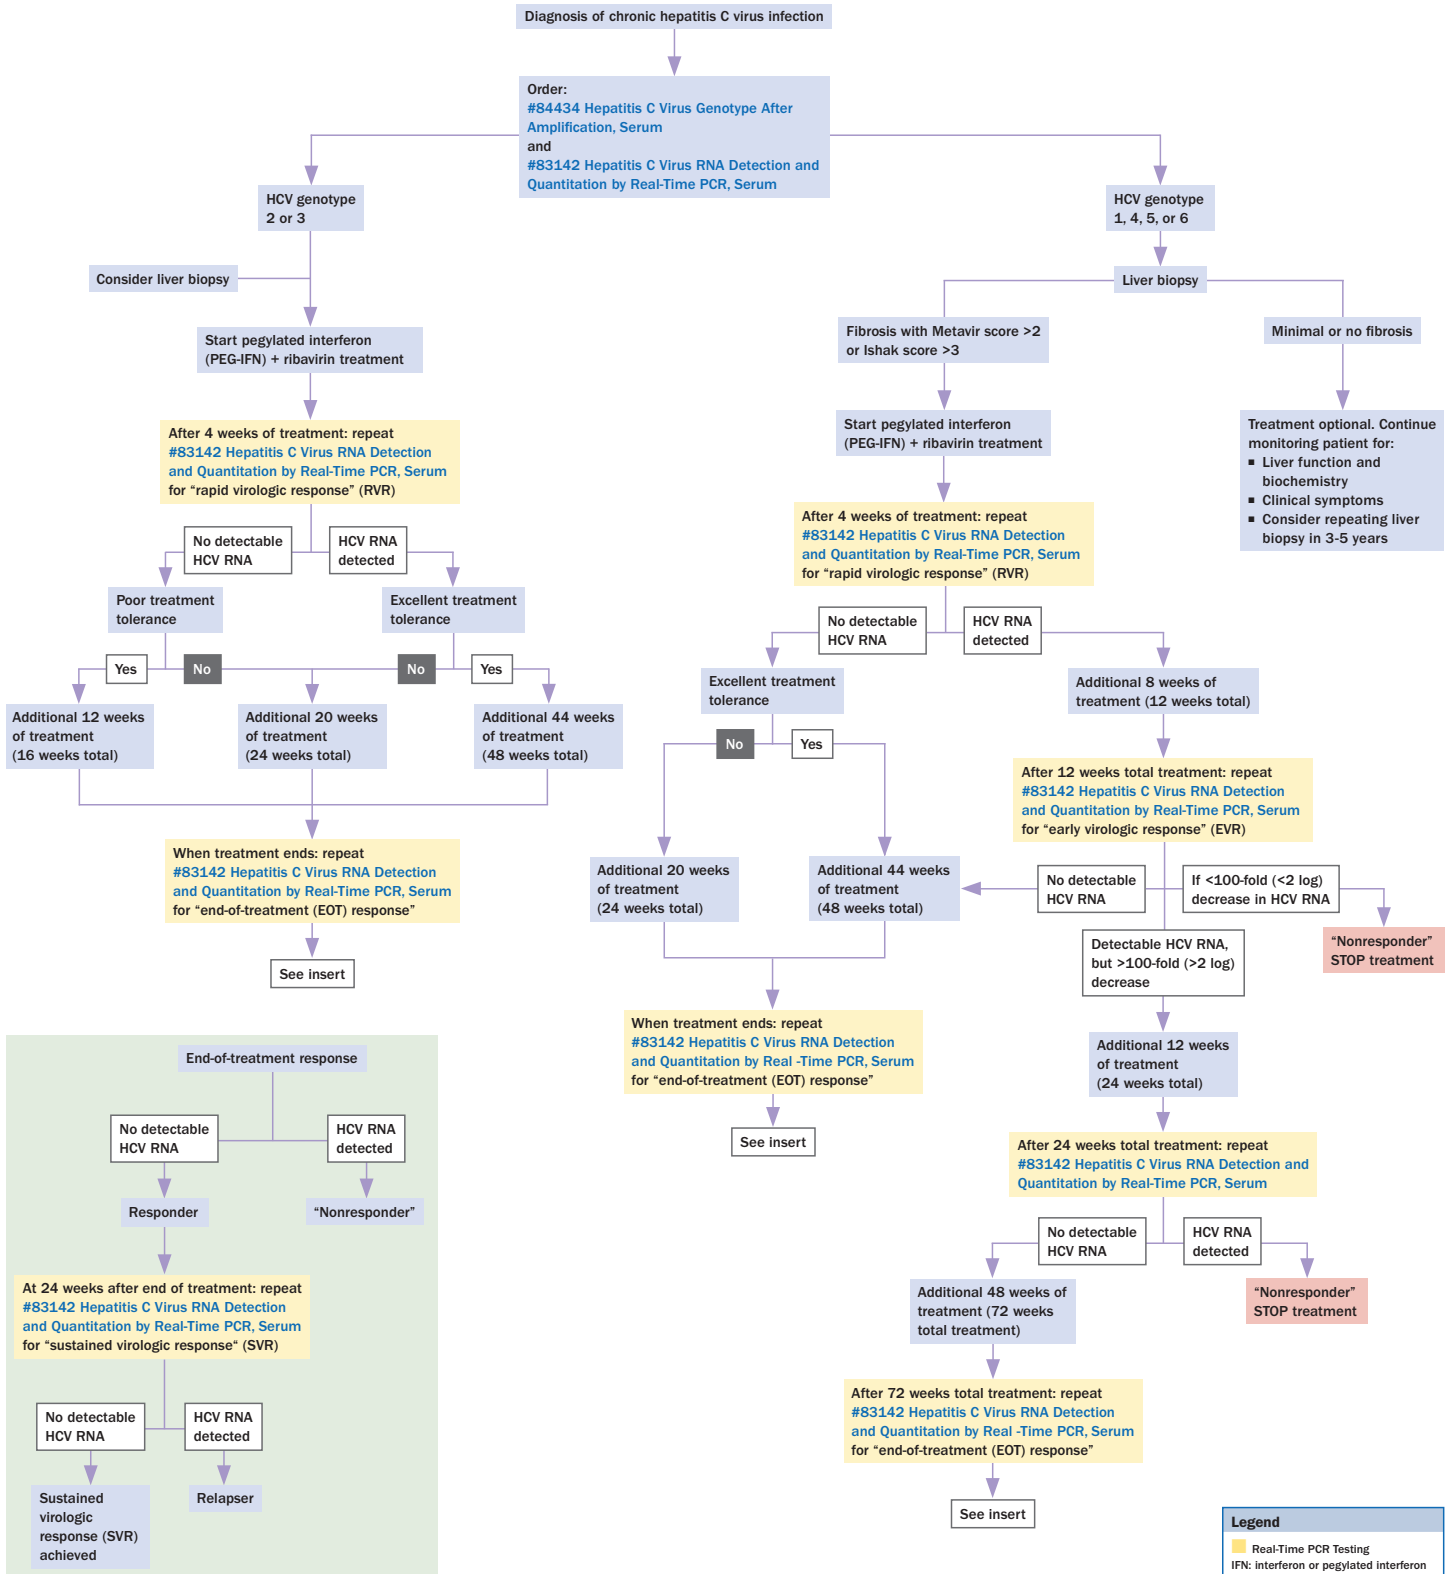 Diagnosis of chronic hepatitis C virus infection
Order:
#84434 Hepatitis C Virus Genotype After
Amplification, Serum
and
#83142 Hepatitis C Virus RNA Detection and
Quantitation by Real-Time PCR, Serum
HCV genotype
2 or 3
Consider liver biopsy
Start pegylated interferon
(PEG-IFN) + ribavirin treatment
After 4 weeks of treatment: repeat
#83142 Hepatitis C Virus RNA Detection
and Quantitation by Real-Time PCR, Serum
for “rapid virologic response” (RVR)
No detectable
HCV RNA
HCV RNA
detected
Poor treatment
tolerance
Excellent treatment
tolerance
Yes
No
No
Yes
Additional 12 weeks
of treatment
(16 weeks total)
Additional 20 weeks
of treatment
(24 weeks total)
Additional 44 weeks
of treatment
(48 weeks total)
When treatment ends: repeat
#83142 Hepatitis C Virus RNA Detection
and Quantitation by Real-Time PCR, Serum
for “end-of-treatment (EOT) response”
See insert
HCV genotype
1, 4, 5, or 6
Liver biopsy
Fibrosis with Metavir score >2
or Ishak score >3
Minimal or no fibrosis
Start pegylated interferon
(PEG-IFN) + ribavirin treatment
Treatment optional. Continue
monitoring patient for:
▪ Liver function and
biochemistry
▪ Clinical symptoms
▪ Consider repeating liver
biopsy in 3-5 years
After 4 weeks of treatment: repeat
#83142 Hepatitis C Virus RNA Detection
and Quantitation by Real-Time PCR, Serum
for “rapid virologic response” (RVR)
No detectable
HCV RNA
HCV RNA
detected
Excellent treatment
tolerance
Additional 8 weeks of
treatment (12 weeks total)
No
Yes
After 12 weeks total treatment: repeat
#83142 Hepatitis C Virus RNA Detection
and Quantitation by Real-Time PCR, Serum
for “early virologic response” (EVR)
Additional 20 weeks
of treatment
(24 weeks total)
Additional 44 weeks
of treatment
(48 weeks total)
No detectable
HCV RNA
If <100-fold (<2 log)
decrease in HCV RNA
“Nonresponder”
STOP treatment
Detectable HCV RNA,
but >100-fold (>2 log)
decrease
When treatment ends: repeat
#83142 Hepatitis C Virus RNA Detection
and Quantitation by Real -Time PCR, Serum
for “end-of-treatment (EOT) response”
See insert
Additional 12 weeks
of treatment
(24 weeks total)
After 24 weeks total treatment: repeat
#83142 Hepatitis C Virus RNA Detection and
Quantitation by Real-Time PCR, Serum
No detectable
HCV RNA
HCV RNA
detected
Additional 48 weeks of
treatment (72 weeks
total treatment)
“Nonresponder”
STOP treatment
After 72 weeks total treatment: repeat
#83142 Hepatitis C Virus RNA Detection
and Quantitation by Real -Time PCR, Serum
for “end-of-treatment (EOT) response”
See insert
End-of-treatment response
No detectable
HCV RNA
HCV RNA
detected
Responder
“Nonresponder”
At 24 weeks after end of treatment: repeat
#83142 Hepatitis C Virus RNA Detection
and Quantitation by Real-Time PCR, Serum
for “sustained virologic response“ (SVR)
No detectable
HCV RNA
HCV RNA
detected
Sustained
virologic
response (SVR)
achieved
Relapser
Legend
Real-Time PCR Testing
IFN: interferon or pegylated interferon